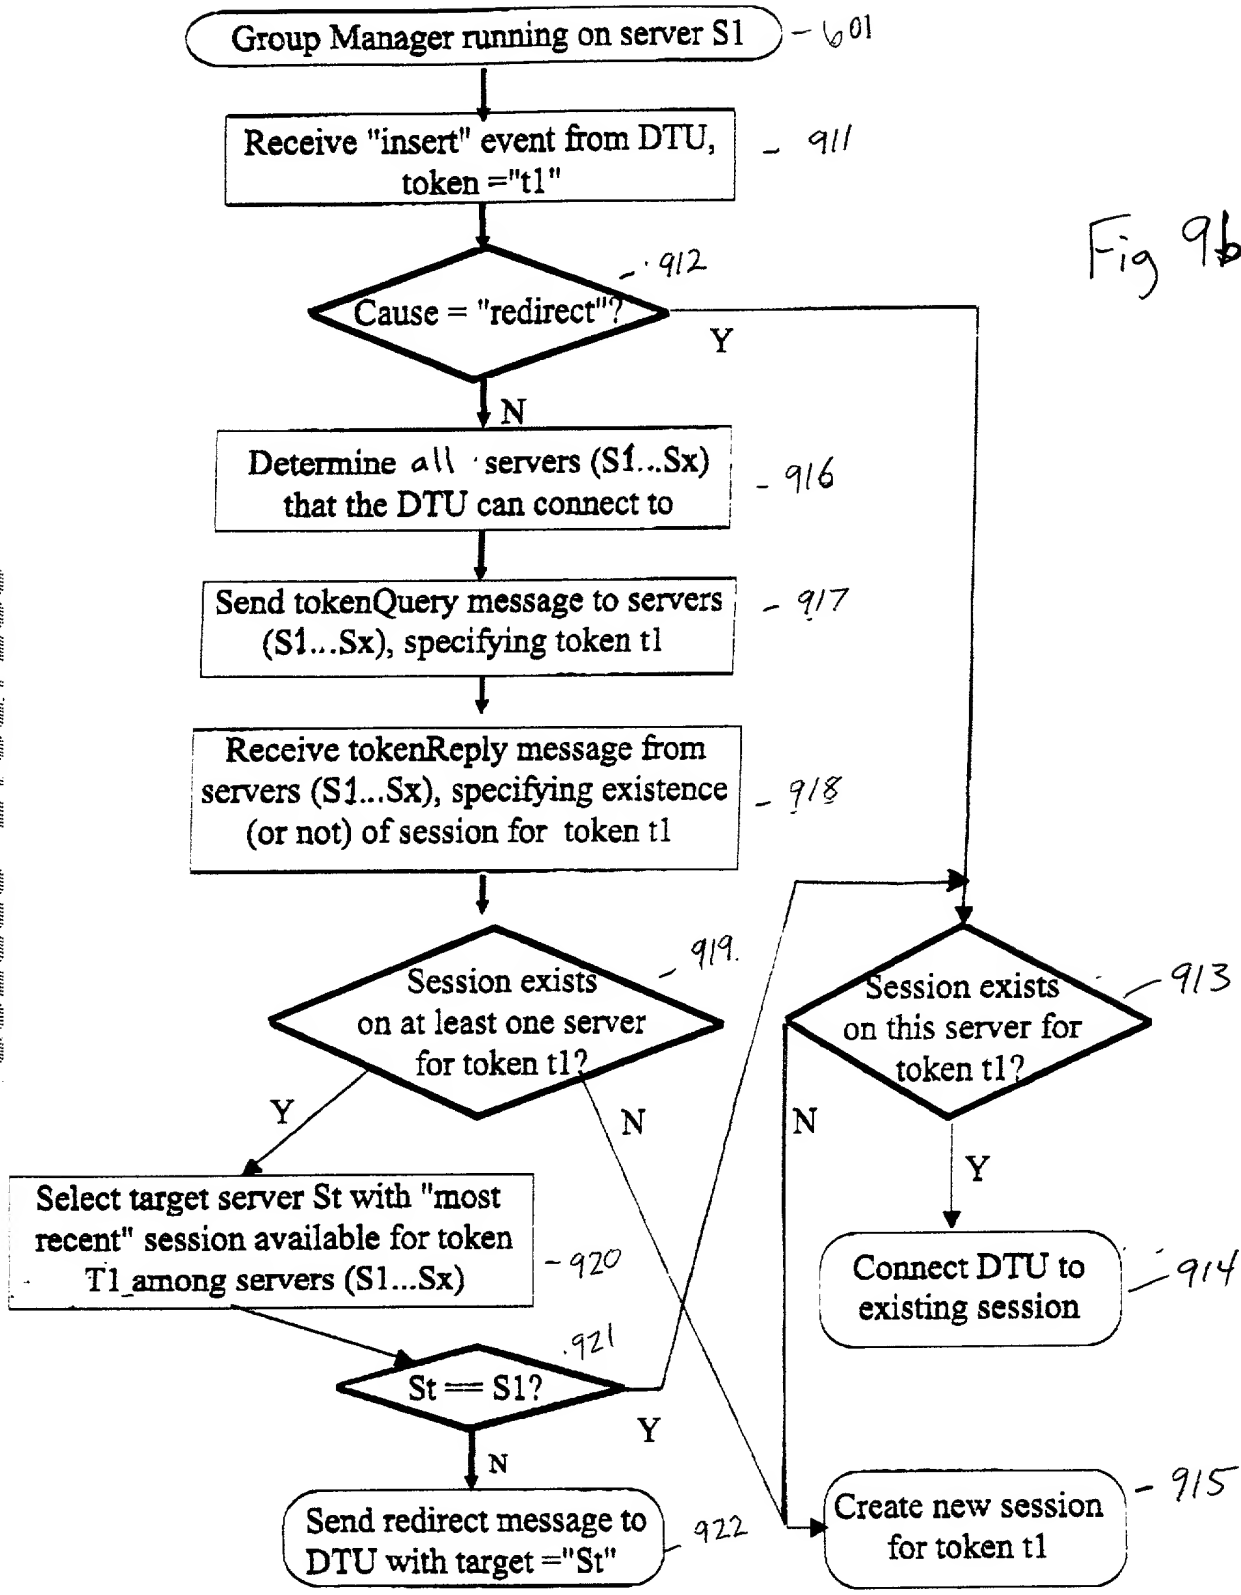 Group Manager running on server S1
- 601
Receive "insert" event from DTU,
token ="t1"
- 911
Fig 9b
- 912
Cause = "redirect"?
Y
N
Determine all servers (S1...Sx)
that the DTU can connect to
- 916
Send tokenQuery message to servers
(S1...Sx), specifying token t1
- 917
Receive tokenReply message from
servers (S1...Sx), specifying existence
(or not) of session for token t1
- 918
- 919.
Session exists
on at least one server
for token t1?
Y
N
Session exists
on this server for
token t1?
- 913
N
Y
Select target server St with "most
recent" session available for token
T1 among servers (S1...Sx)
- 920
Connect DTU to
existing session
- 914
921
St == S1?
Y
N
Send redirect message to
DTU with target ="St"
- 922
Create new session
for token t1
- 915